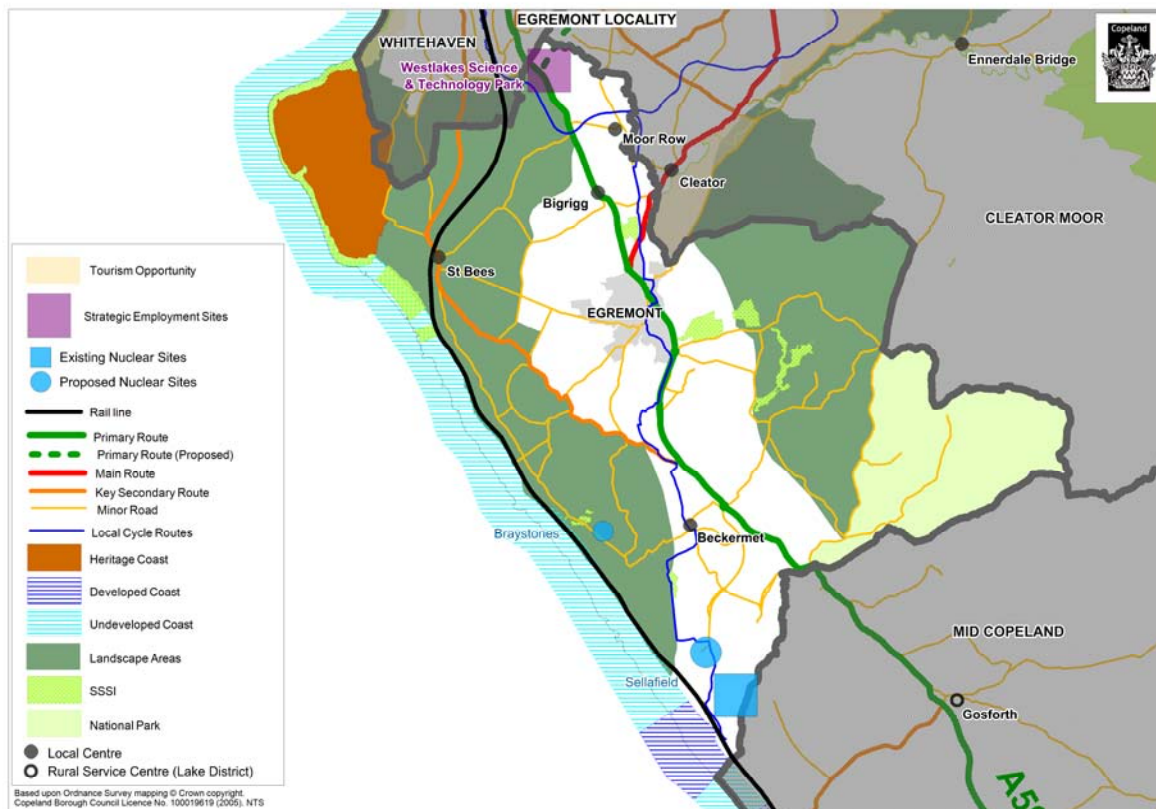 EGREMONT LOCALITY
WHITEHAVEN
Westlakes Science
& Technology Park
Copeland
Ennerdale Bridge
Moor Row
Cleator
Bigrigg
CLEATOR MOOR
St Bees
EGREMONT
Braystones
Beckermet
MID COPELAND
Sellafield
Gosforth
Tourism Opportunity
Strategic Employment Sites
Existing Nuclear Sites
Proposed Nuclear Sites
Rail line
Primary Route
Primary Route (Proposed)
Main Route
Key Secondary Route
Minor Road
Local Cycle Routes
Heritage Coast
Developed Coast
Undeveloped Coast
Landscape Areas
SSSI
National Park
Local Centre
Rural Service Centre (Lake District)
Based upon Ordnance Survey mapping © Crown copyright.
Copeland Borough Council Licence No. 100019619 (2005). NTS